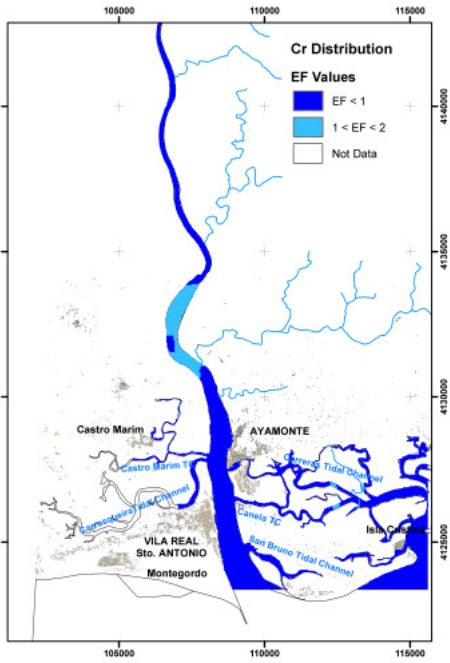 105000 110000 115000
Cr Distribution
EF Values
EF < 1
1 < EF < 2
Not Data
4140000
4135000
4130000
4125000
Castro Marim
AYAMONTE
Castro Marim TC
Carreras Tidal Channel
Carrasqueira Tidal Channel
Canela TC
Isla Cristina
VILA REAL
Sto. ANTONIO
San Bruno Tidal Channel
Montegordo
105000 110000 115000